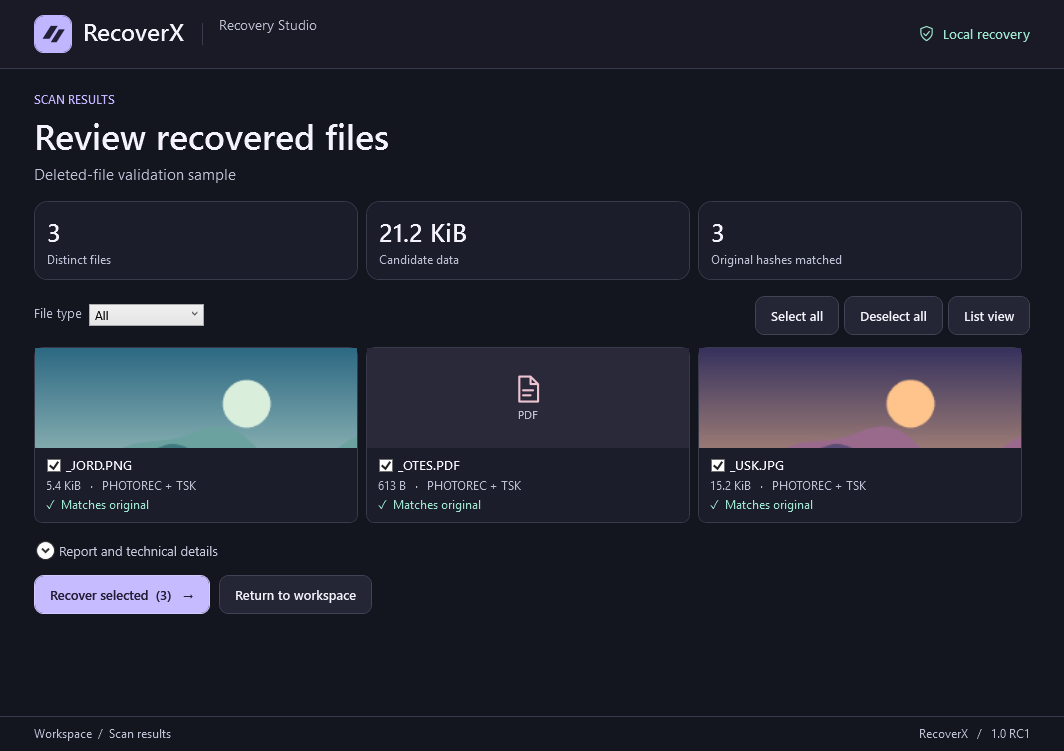 RecoverX
Recovery Studio
Local recovery
SCAN RESULTS
Review recovered files
Deleted-file validation sample
3
Distinct files
21.2 KiB
Candidate data
3
Original hashes matched
File type
All
Select all
Deselect all
List view
PDF
_JORD.PNG
5.4 KiB · PHOTOREC + TSK
✓ Matches original
_OTES.PDF
613 B · PHOTOREC + TSK
✓ Matches original
_USK.JPG
15.2 KiB · PHOTOREC + TSK
✓ Matches original
Report and technical details
Recover selected (3) →
Return to workspace
Workspace / Scan results
RecoverX / 1.0 RC1